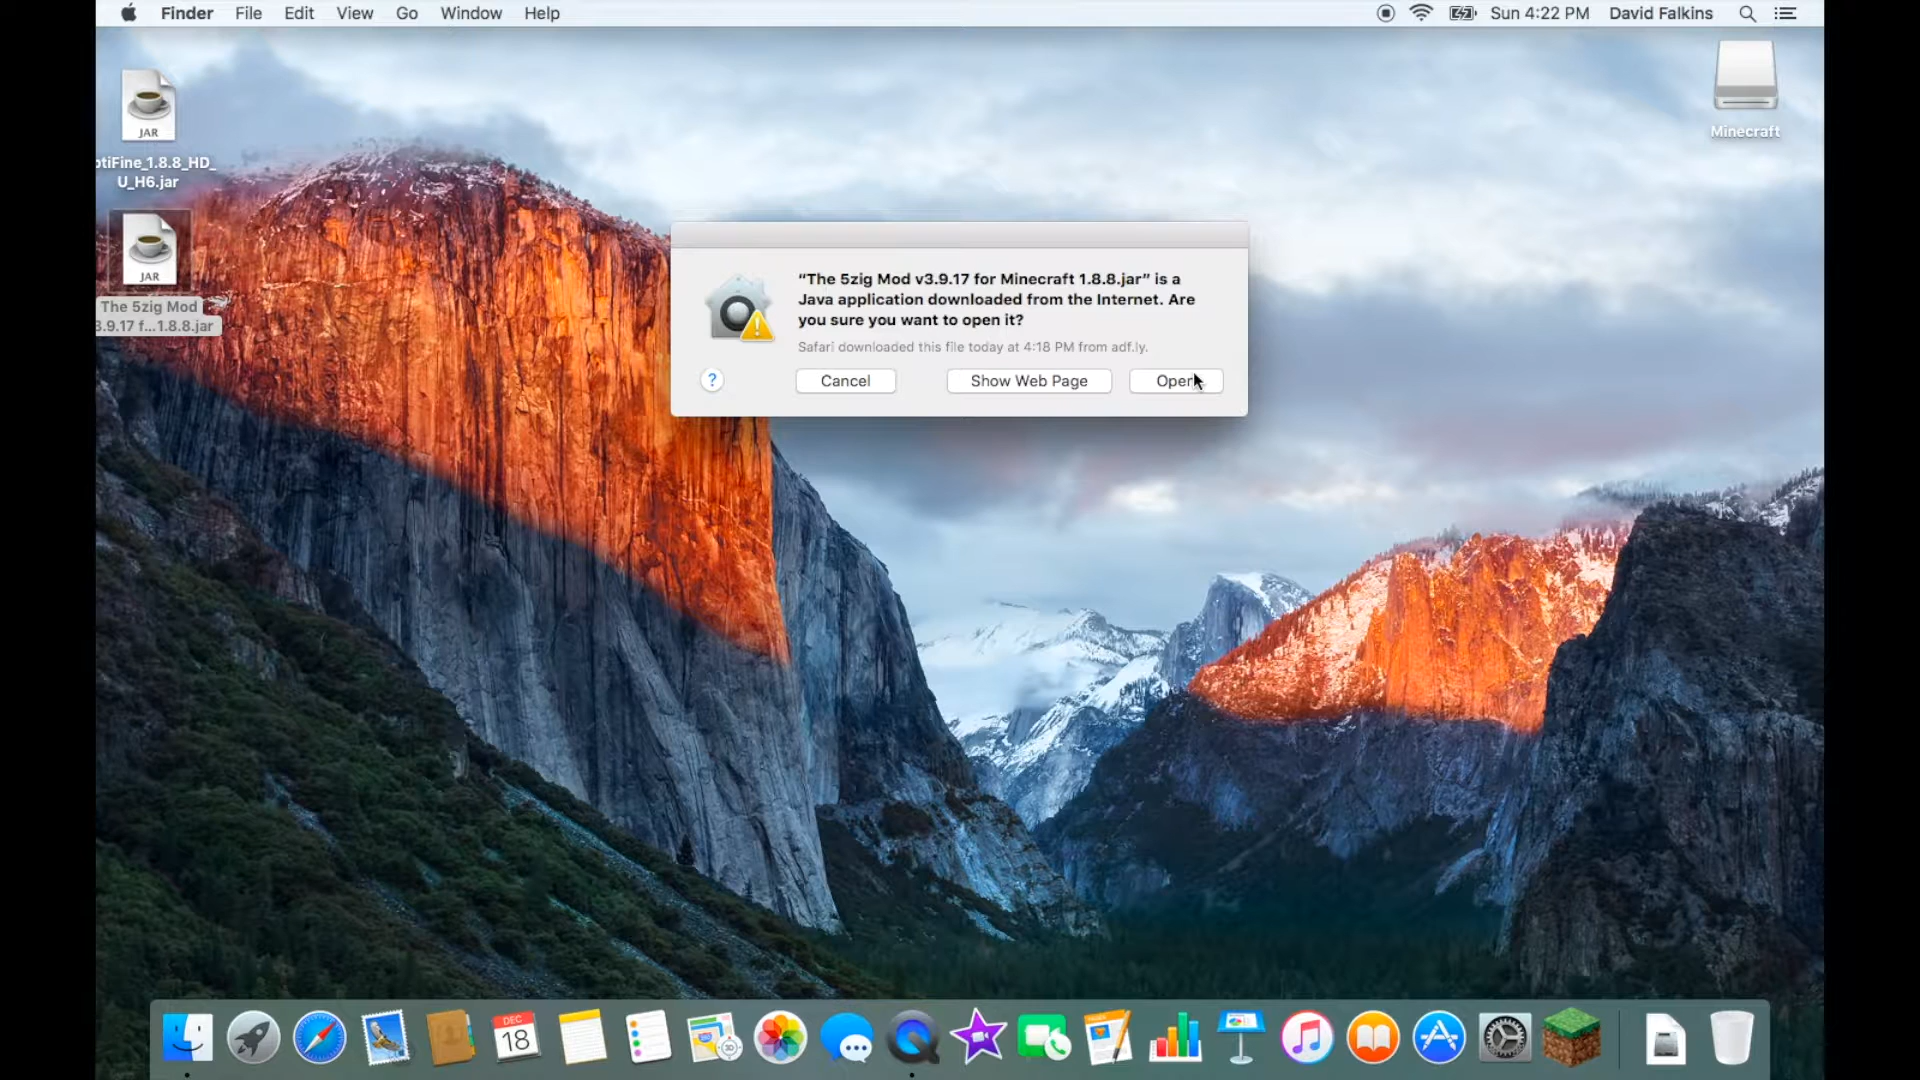 Finder File Edit View Go Window Help Sun 4:22 PM David Falkins
JAR
ptiFine_1.8.8_HD_
U_H6.jar
JAR
The 5zig Mod
3.9.17 f...1.8.8.jar
Minecraft
“The 5zig Mod v3.9.17 for Minecraft 1.8.8.jar” is a
Java application downloaded from the Internet. Are
you sure you want to open it?
Safari downloaded this file today at 4:18 PM from adf.ly.
? Cancel Show Web Page Open
DEC
18
3D